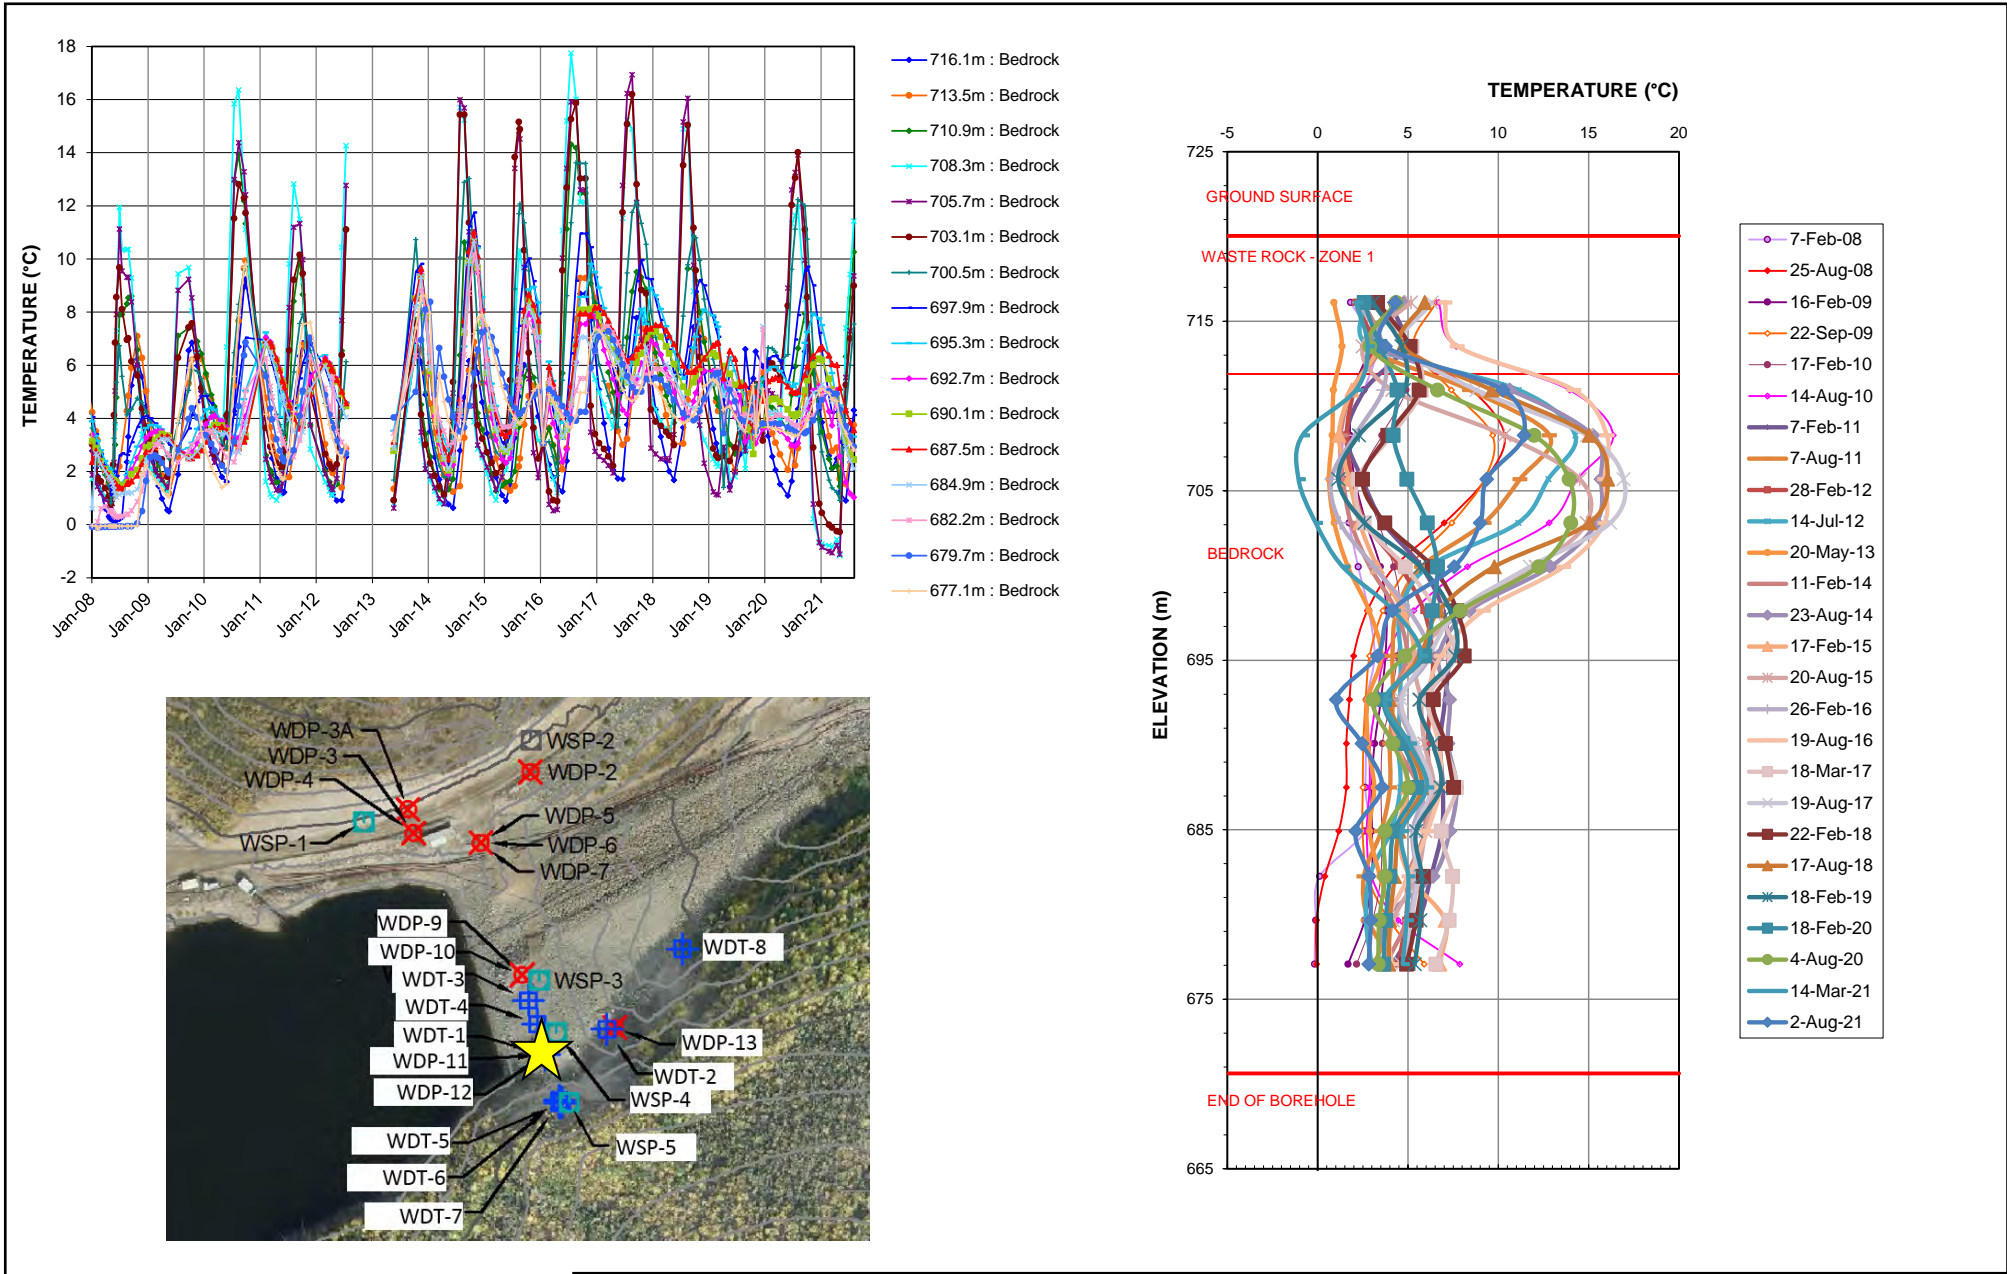 18
16
14
12
10
8
6
4
2
0
-2
TEMPERATURE (°C)
Jan-08
Jan-09
Jan-10
Jan-11
Jan-12
Jan-13
Jan-14
Jan-15
Jan-16
Jan-17
Jan-18
Jan-19
Jan-20
Jan-21
716.1m : Bedrock
713.5m : Bedrock
710.9m : Bedrock
708.3m : Bedrock
705.7m : Bedrock
703.1m : Bedrock
700.5m : Bedrock
697.9m : Bedrock
695.3m : Bedrock
692.7m : Bedrock
690.1m : Bedrock
687.5m : Bedrock
684.9m : Bedrock
682.2m : Bedrock
679.7m : Bedrock
677.1m : Bedrock
WDP-3A
WDP-3
WDP-4
WSP-1
WSP-2
WDP-2
WDP-5
WDP-6
WDP-7
WDP-9
WDP-10
WDT-3
WSP-3
WDT-4
WDT-1
WDP-11
WDP-12
WDT-8
WDP-13
WDT-2
WSP-4
WDT-5
WSP-5
WDT-6
WDT-7
TEMPERATURE (°C)
-5 0 5 10 15 20
725
715
705
695
685
675
665
ELEVATION (m)
GROUND SURFACE
WASTE ROCK - ZONE 1
BEDROCK
END OF BOREHOLE
7-Feb-08
25-Aug-08
16-Feb-09
22-Sep-09
17-Feb-10
14-Aug-10
7-Feb-11
7-Aug-11
28-Feb-12
14-Jul-12
20-May-13
11-Feb-14
23-Aug-14
17-Feb-15
20-Aug-15
26-Feb-16
19-Aug-16
18-Mar-17
19-Aug-17
22-Feb-18
17-Aug-18
18-Feb-19
18-Feb-20
4-Aug-20
14-Mar-21
2-Aug-21